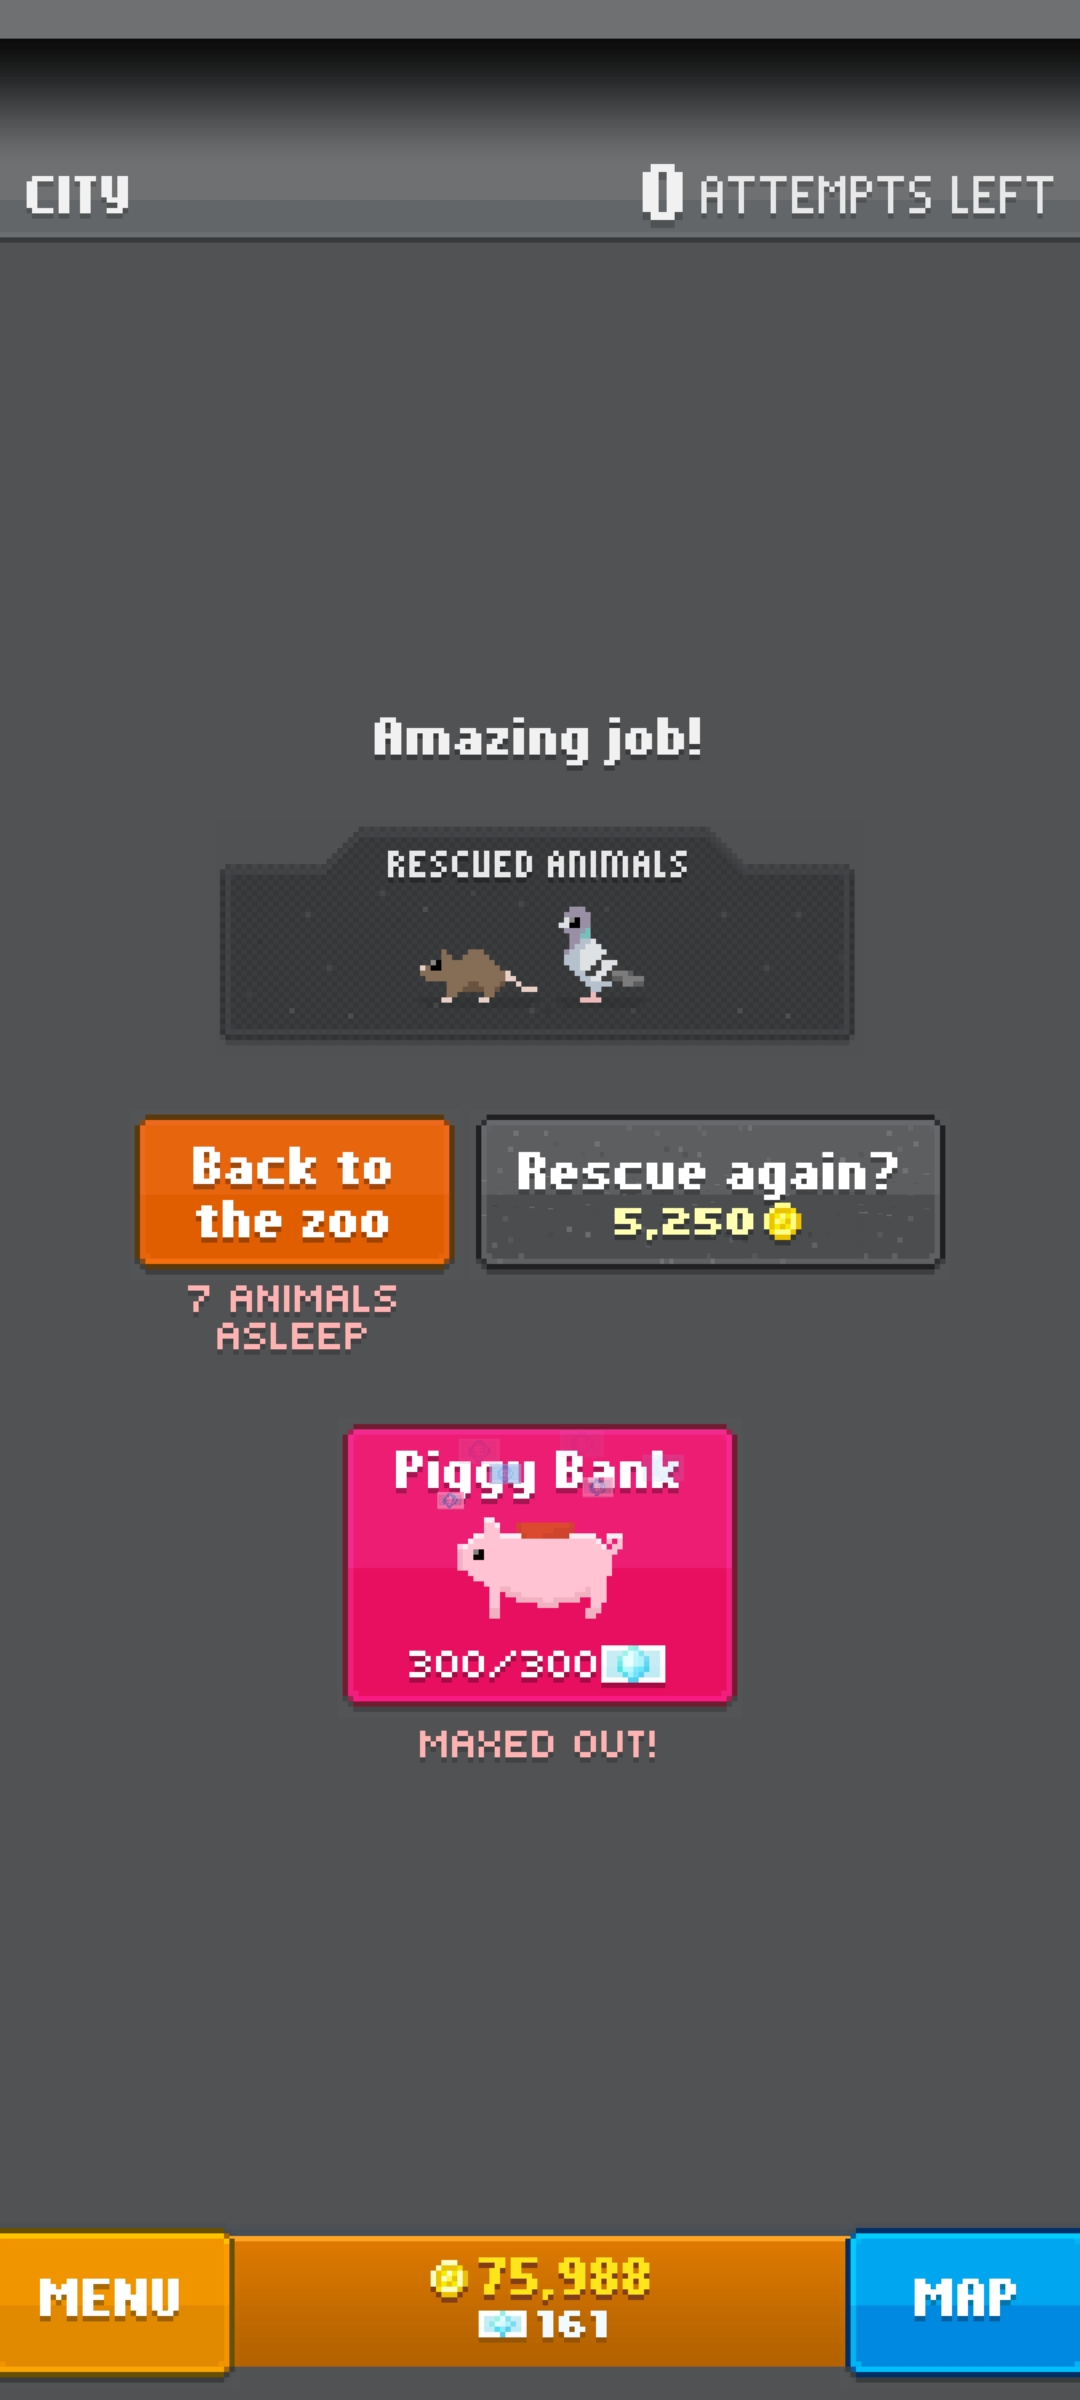 CITY
0 ATTEMPTS LEFT
Amazing job!
RESCUED ANIMALS
Back to
the zoo
Rescue again?
5,250
7 ANIMALS
ASLEEP
Piggy Bank
300/300
MAXED OUT!
MENU
75,988
161
MAP